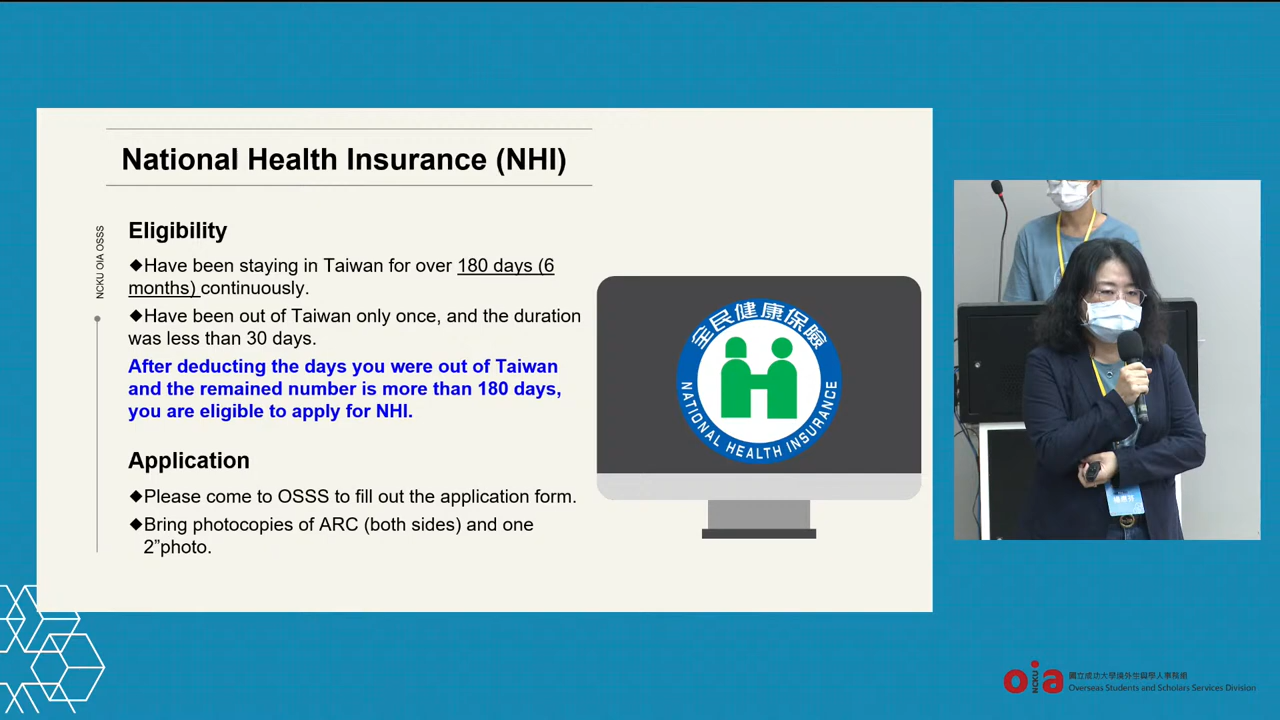 National Health Insurance (NHI)
NCKU OIA OSSS
Eligibility
◆Have been staying in Taiwan for over 180 days (6
months) continuously.
◆Have been out of Taiwan only once, and the duration
was less than 30 days.
After deducting the days you were out of Taiwan
and the remained number is more than 180 days,
you are eligible to apply for NHI.
Application
◆Please come to OSSS to fill out the application form.
◆Bring photocopies of ARC (both sides) and one
2”photo.
全民健康保險
NATIONAL HEALTH INSURANCE
NCKU
oia
國立成功大學僑外生與學人事務組
Overseas Students and Scholars Services Division